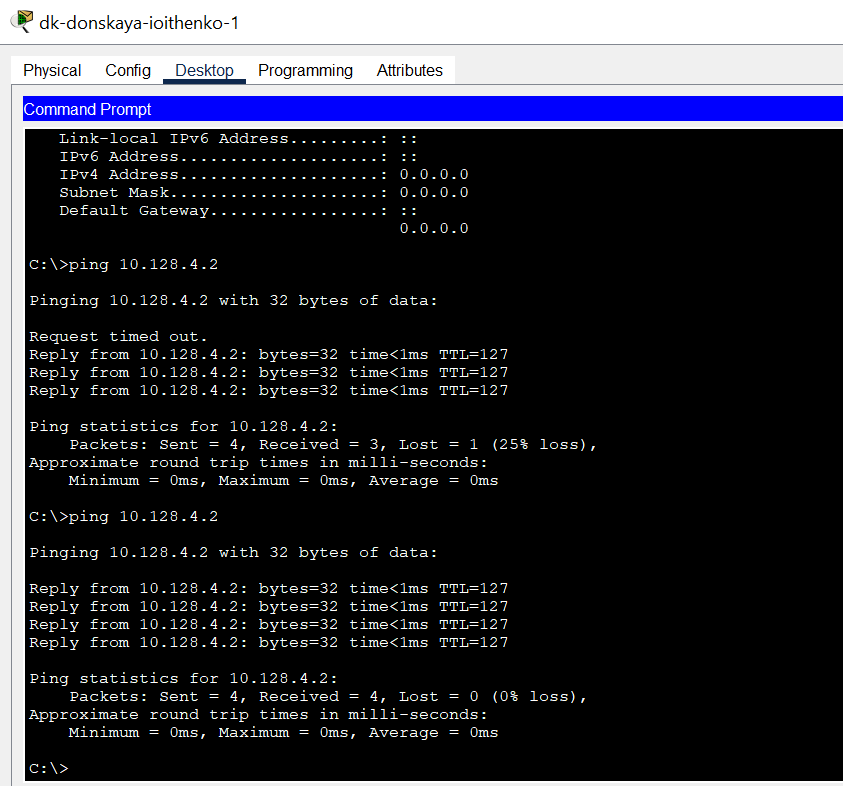 dk-donskaya-ioithenko-1
Physical Config Desktop Programming Attributes
Command Prompt
Link-local IPv6 Address.........: ::
IPv6 Address....................: ::
IPv4 Address....................: 0.0.0.0
Subnet Mask.....................: 0.0.0.0
Default Gateway.................: ::
0.0.0.0
C:\>ping 10.128.4.2
Pinging 10.128.4.2 with 32 bytes of data:
Request timed out.
Reply from 10.128.4.2: bytes=32 time<1ms TTL=127
Reply from 10.128.4.2: bytes=32 time<1ms TTL=127
Reply from 10.128.4.2: bytes=32 time<1ms TTL=127
Ping statistics for 10.128.4.2:
Packets: Sent = 4, Received = 3, Lost = 1 (25% loss),
Approximate round trip times in milli-seconds:
Minimum = 0ms, Maximum = 0ms, Average = 0ms
C:\>ping 10.128.4.2
Pinging 10.128.4.2 with 32 bytes of data:
Reply from 10.128.4.2: bytes=32 time<1ms TTL=127
Reply from 10.128.4.2: bytes=32 time<1ms TTL=127
Reply from 10.128.4.2: bytes=32 time<1ms TTL=127
Reply from 10.128.4.2: bytes=32 time<1ms TTL=127
Ping statistics for 10.128.4.2:
Packets: Sent = 4, Received = 4, Lost = 0 (0% loss),
Approximate round trip times in milli-seconds:
Minimum = 0ms, Maximum = 0ms, Average = 0ms
C:\>